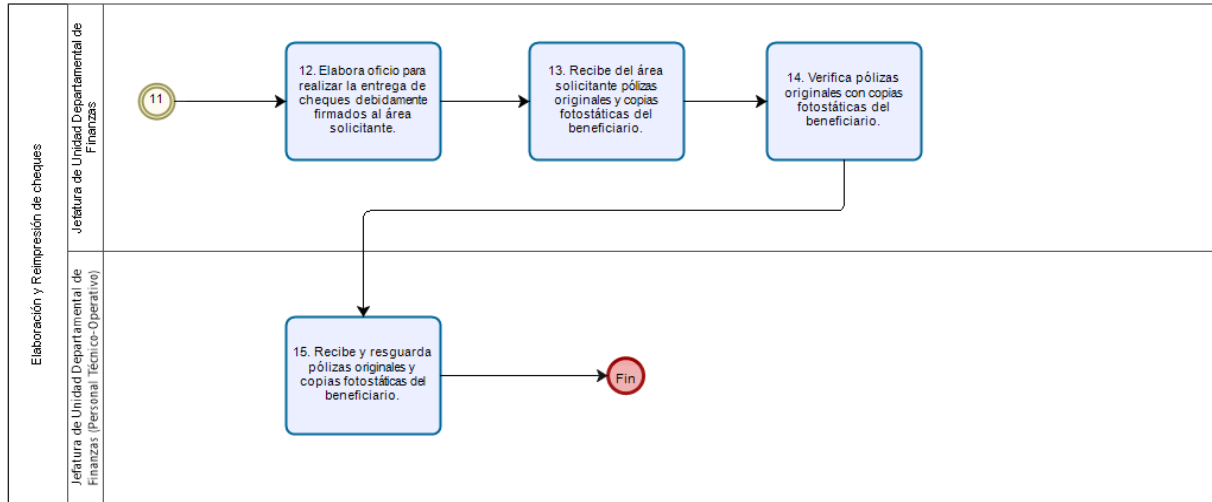 Elaboración y Reimpresión de cheques
Jefatura de Unidad Departamental de
Finanzas
11
12. Elabora oficio para
realizar la entrega de
cheques debidamente
firmados al área
solicitante.
13. Recibe del área
solicitante pólizas
originales y copias
fotostáticas del
beneficiario.
14. Verifica pólizas
originales con copias
fotostáticas del
beneficiario.
Jefatura de Unidad Departamental de
Finanzas (Personal Técnico-Operativo)
15. Recibe y resguarda
pólizas originales y
copias fotostáticas del
beneficiario.
Fin